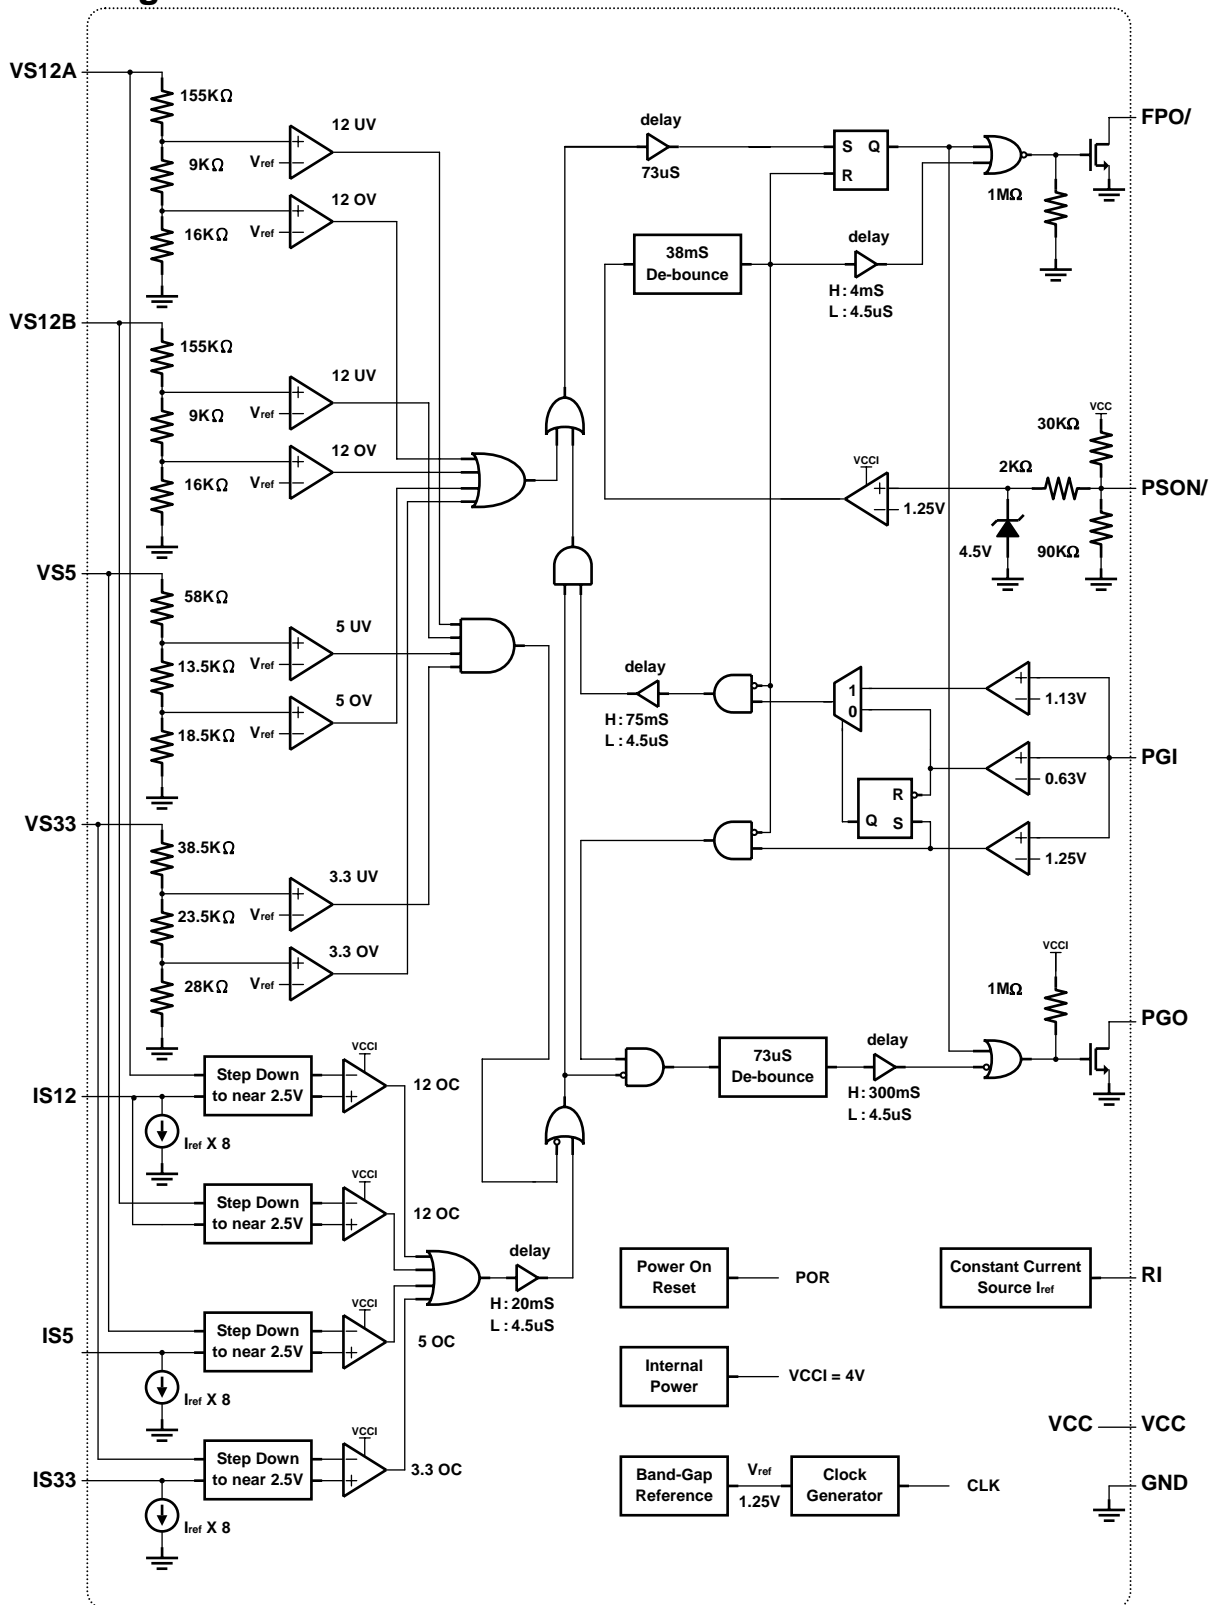 g
VS12A
155KΩ
12 UV
Vref
9KΩ
12 OV
Vref
16KΩ
VS12B
155KΩ
12 UV
Vref
9KΩ
12 OV
Vref
16KΩ
VS5
58KΩ
5 UV
Vref
13.5KΩ
5 OV
Vref
18.5KΩ
VS33
38.5KΩ
3.3 UV
Vref
23.5KΩ
3.3 OV
Vref
28KΩ
IS12
Step Down
to near 2.5V
VCCI
12 OC
Iref X 8
Step Down
to near 2.5V
VCCI
12 OC
IS5
Step Down
to near 2.5V
VCCI
5 OC
Iref X 8
IS33
Step Down
to near 2.5V
VCCI
3.3 OC
Iref X 8
delay
H : 20mS
L : 4.5uS
delay
73uS
S Q
R
1MΩ
FPO/
38mS
De-bounce
delay
H : 4mS
L : 4.5uS
VCC
30KΩ
2KΩ
PSON/
VCCI
1.25V
4.5V
90KΩ
delay
H : 75mS
L : 4.5uS
1
0
1.13V
PGI
0.63V
R
Q S
1.25V
VCCI
1MΩ
PGO
73uS
De-bounce
delay
H : 300mS
L : 4.5uS
Power On
Reset
POR
Constant Current
Source Iref
RI
Internal
Power
VCCI = 4V
VCC VCC
Band-Gap
Reference
Vref
1.25V
Clock
Generator
CLK
GND
+
−
+
−
+
−
+
−
+
−
+
−
+
−
+
−
−
+
−
+
−
+
−
+
+
−
+
−
+
−
+
−